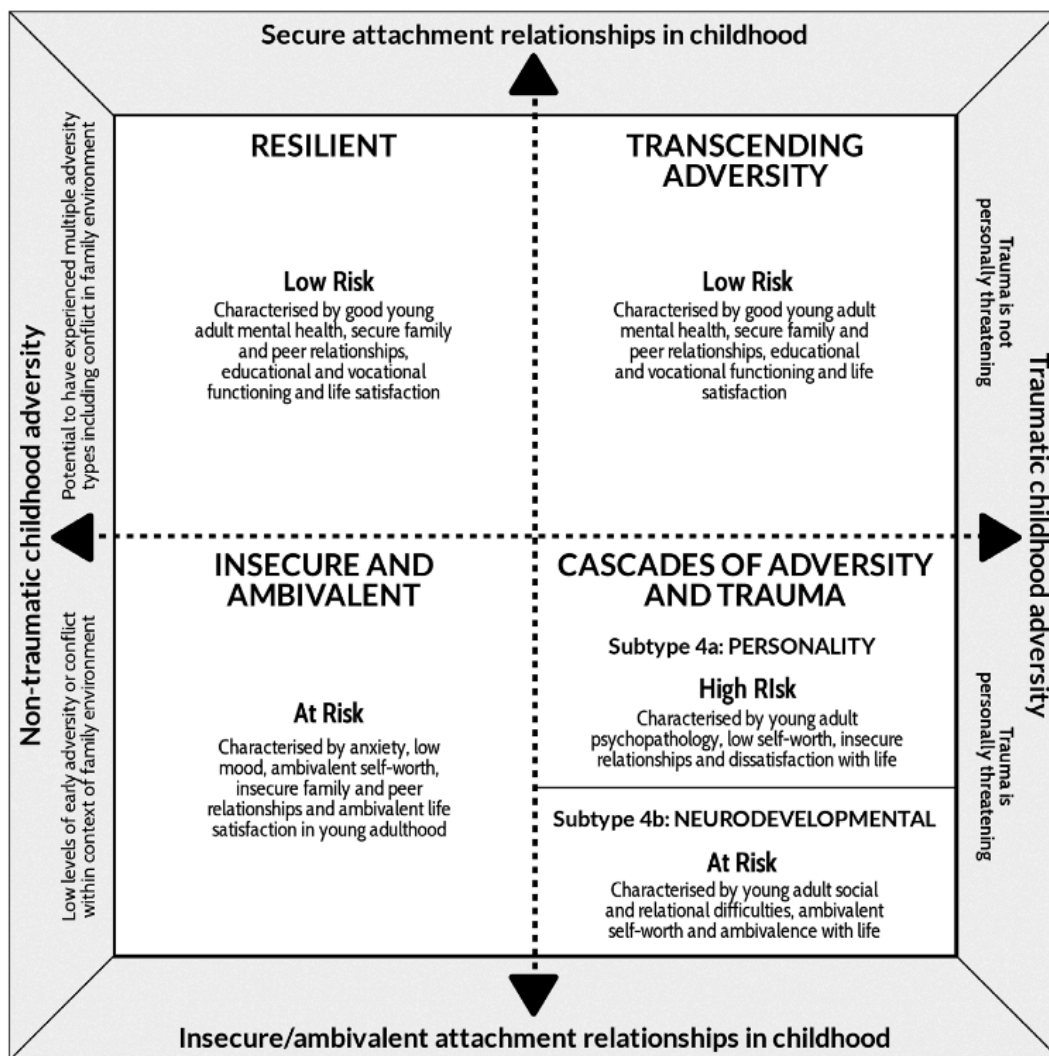 Secure attachment relationships in childhood
Non-traumatic childhood adversity
Potential to have experienced multiple adversity
types including conflict in family environment
RESILIENT
Low Risk
Characterised by good young
adult mental health, secure family
and peer relationships,
educational and vocational
functioning and life satisfaction
TRANSCENDING
ADVERSITY
Low Risk
Characterised by good young adult
mental health, secure family and
peer relationships, educational
and vocational functioning and life
satisfaction
Trauma is not
personally threatening
Traumatic childhood adversity
Low levels of early adversity or conflict
within context of family environment
INSECURE AND
AMBIVALENT
At Risk
Characterised by anxiety, low
mood, ambivalent self-worth,
insecure family and peer
relationships and ambivalent life
satisfaction in young adulthood
CASCADES OF ADVERSITY
AND TRAUMA
Subtype 4a: PERSONALITY
High RIsk
Characterised by young adult
psychopathology, low self-worth, insecure
relationships and dissatisfaction with life
Subtype 4b: NEURODEVELOPMENTAL
At Risk
Characterised by young adult social
and relational difficulties, ambivalent
self-worth and ambivalence with life
Trauma is
personally threatening
Insecure/ambivalent attachment relationships in childhood